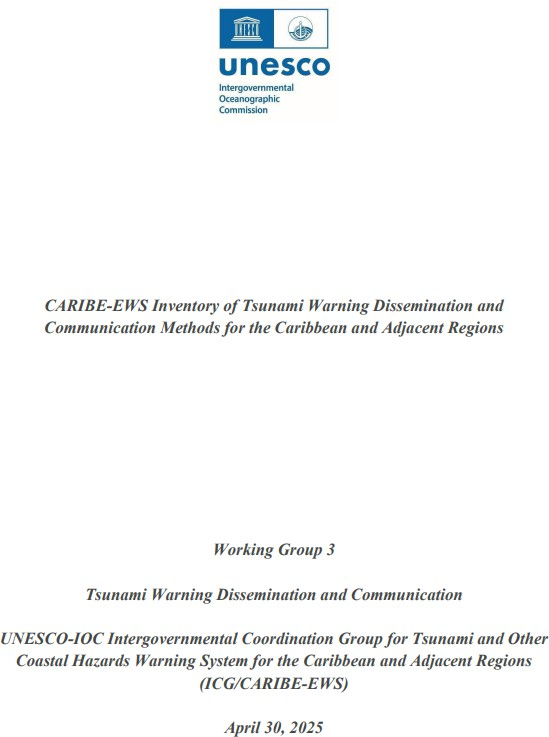 unesco
Intergovernmental
Oceanographic
Commission
CARIBE-EWS Inventory of Tsunami Warning Dissemination and
Communication Methods for the Caribbean and Adjacent Regions
Working Group 3
Tsunami Warning Dissemination and Communication
UNESCO-IOC Intergovernmental Coordination Group for Tsunami and Other
Coastal Hazards Warning System for the Caribbean and Adjacent Regions
(ICG/CARIBE-EWS)
April 30, 2025